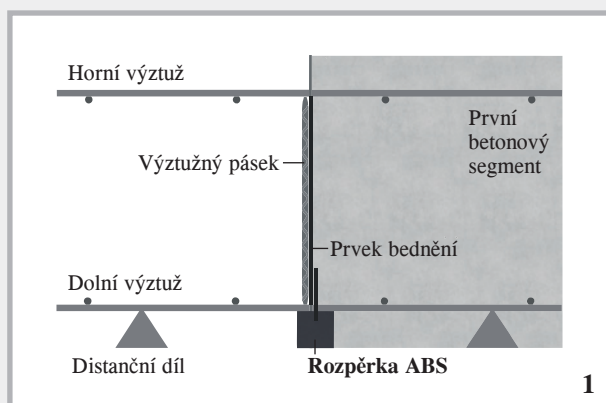 Horní výztuž
První
betonový
segment
Výztužný pásek
Prvek bednění
Dolní výztuž
Distanční díl
Rozpěrka ABS
1